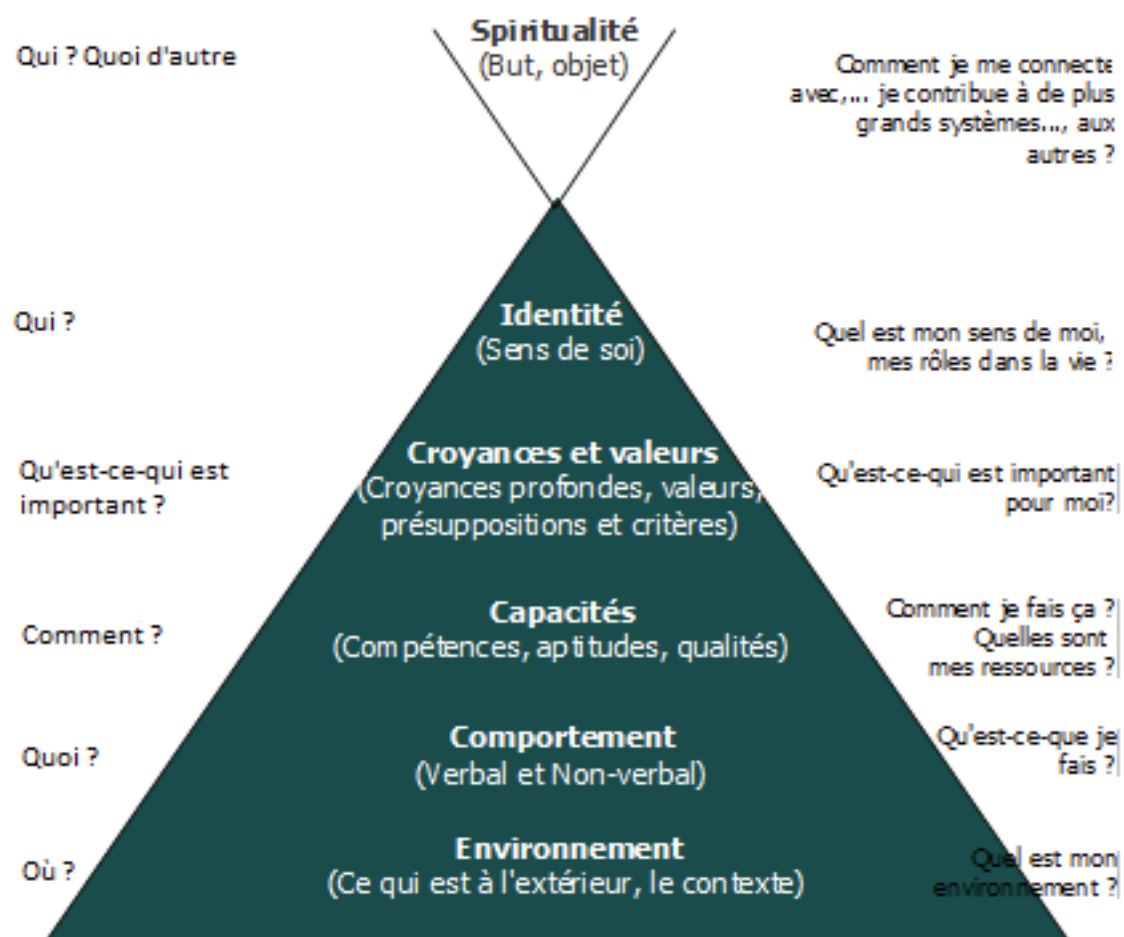 Spiritualité
(But, objet)
Qui ? Quoi d'autre
Comment je me connecte
avec,... je contribue à de plus
grands systèmes..., aux
autres ?
Qui ?
Identité
(Sens de soi)
Quel est mon sens de moi,
mes rôles dans la vie ?
Qu'est-ce-qui est
important ?
Croyances et valeurs
(Croyances profondes, valeurs,
présuppositions et critères)
Qu'est-ce-qui est important
pour moi?
Comment ?
Capacités
(Compétences, aptitudes, qualités)
Comment je fais ça ?
Quelles sont
mes ressources ?
Quoi ?
Comportement
(Verbal et Non-verbal)
Qu'est-ce-que je
fais ?
Où ?
Environnement
(Ce qui est à l'extérieur, le contexte)
Quel est mon
environnement ?